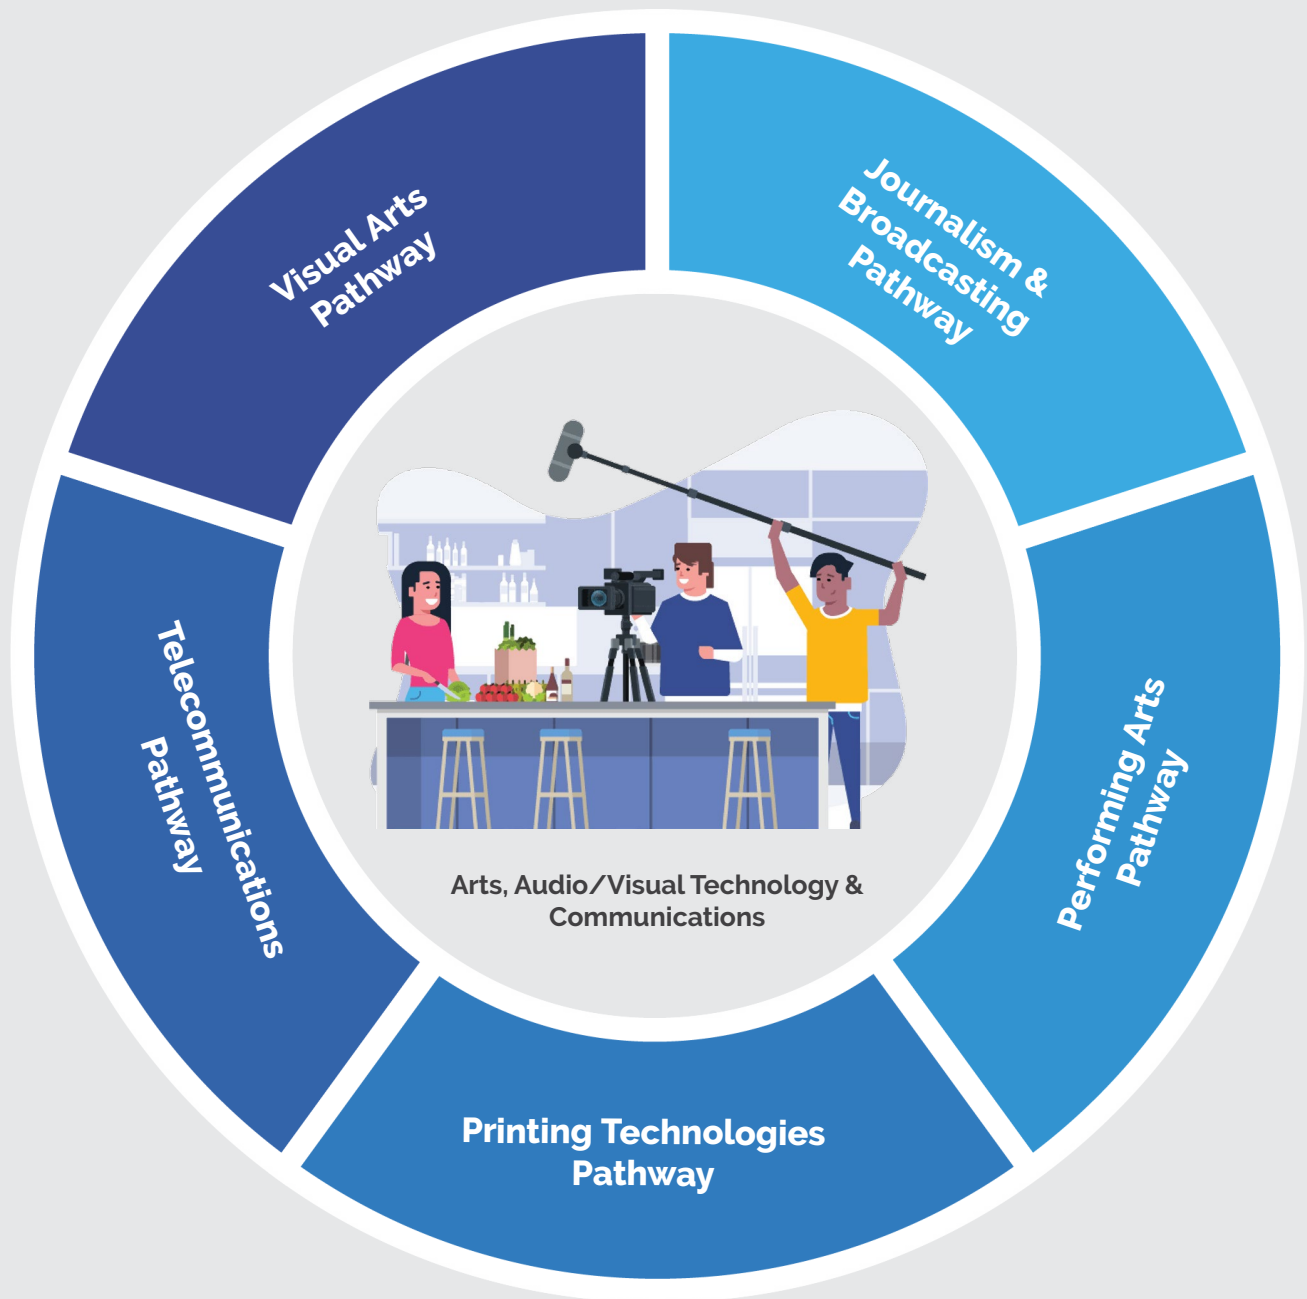 Visual Arts
Pathway
Journalism &
Broadcasting
Pathway
Telecommunications
Pathway
Performing Arts
Pathway
Arts, Audio/Visual Technology &
Communications
Printing Technologies
Pathway